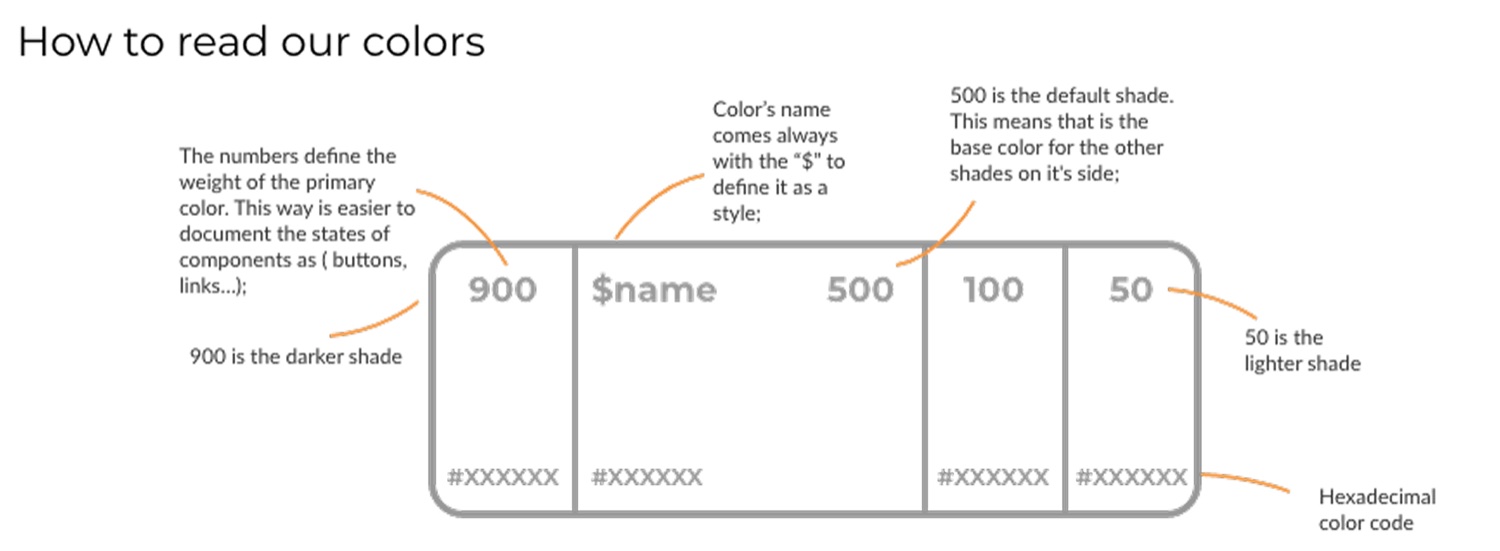 How to read our colors
The numbers define the
weight of the primary
color. This way is easier to
document the states of
components as ( buttons,
links...);
900 is the darker shade
Color's name
comes always
with the “$" to
define it as a
style;
500 is the default shade.
This means that is the
base color for the other
shades on it's side;
900 $name 500 100 50
#XXXXXX #XXXXXX #XXXXXX #XXXXXX
50 is the
lighter shade
Hexadecimal
color code